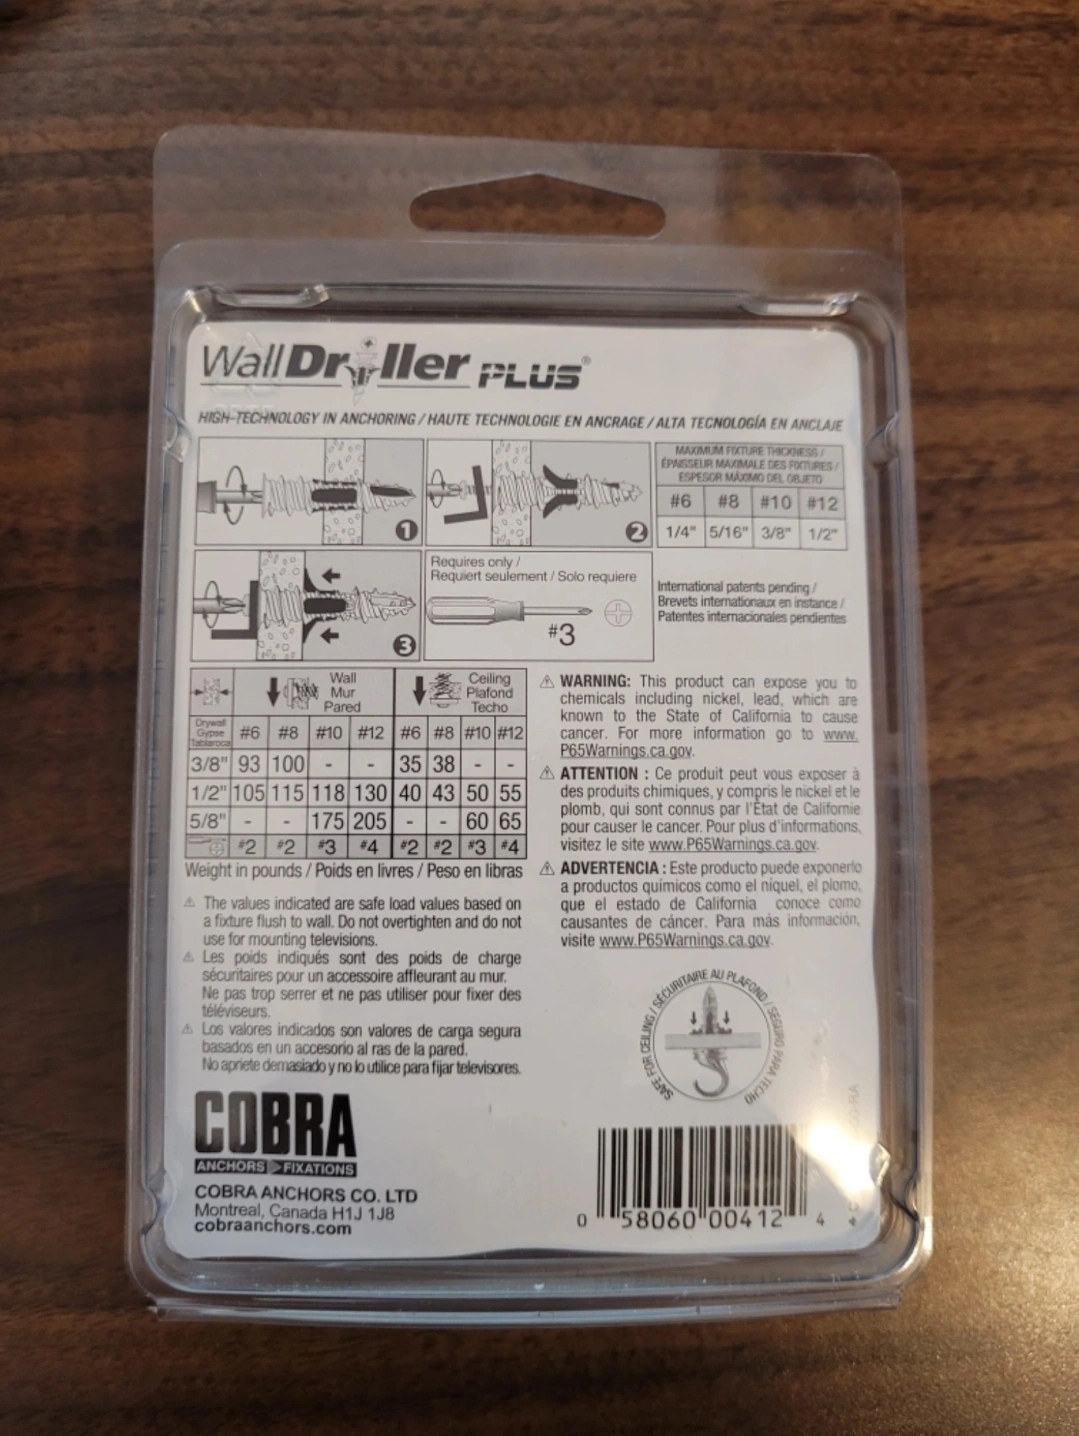 WallDriller PLUS®
HIGH-TECHNOLOGY IN ANCHORING / HAUTE TECHNOLOGIE EN ANCRAGE / ALTA TECNOLOGÍA EN ANCLAJE
1
2
MAXIMUM FIXTURE THICKNESS /
ÉPAISSEUR MAXIMALE DES FIXTURES /
ESPESOR MÁXIMO DEL OBJETO
#6 #8 #10 #12
1/4" 5/16" 3/8" 1/2"
3
Requires only /
Requiert seulement / Solo requiere
#3
International patents pending /
Brevets internationaux en instance /
Patentes internacionales pendientes
Wall
Mur
Pared
Ceiling
Plafond
Techo
Drywall
Gypse
Tablaroca
#6 #8 #10 #12 #6 #8 #10 #12
3/8" 93 100 - - 35 38 - -
1/2" 105 115 118 130 40 43 50 55
5/8" - - 175 205 - - 60 65
#2 #2 #3 #4 #2 #2 #3 #4
Weight in pounds / Poids en livres / Peso en libras
⚠ The values indicated are safe load values based on
a fixture flush to wall. Do not overtighten and do not
use for mounting televisions.
⚠ Les poids indiqués sont des poids de charge
sécuritaires pour un accessoire affleurant au mur.
Ne pas trop serrer et ne pas utiliser pour fixer des
téléviseurs.
⚠ Los valores indicados son valores de carga segura
basados en un accesorio al ras de la pared.
No apriete demasiado y no lo utilice para fijar televisores.
⚠ WARNING: This product can expose you to
chemicals including nickel, lead, which are
known to the State of California to cause
cancer. For more information go to www.
P65Warnings.ca.gov.
⚠ ATTENTION : Ce produit peut vous exposer à
des produits chimiques, y compris le nickel et le
plomb, qui sont connus par l'État de Californie
pour causer le cancer. Pour plus d'informations,
visitez le site www.P65Warnings.ca.gov.
⚠ ADVERTENCIA : Este producto puede exponerlo
a productos químicos como el níquel, el plomo,
que el estado de California conoce como
causantes de cáncer. Para más información,
visite www.P65Warnings.ca.gov.
SAFE FOR CEILING / SÉCURITAIRE AU PLAFOND / SEGURO PARA TECHO
COBRA
ANCHORS FIXATIONS
COBRA ANCHORS CO. LTD
Montreal, Canada H1J 1J8
cobraanchors.com
0 58060 00412 4